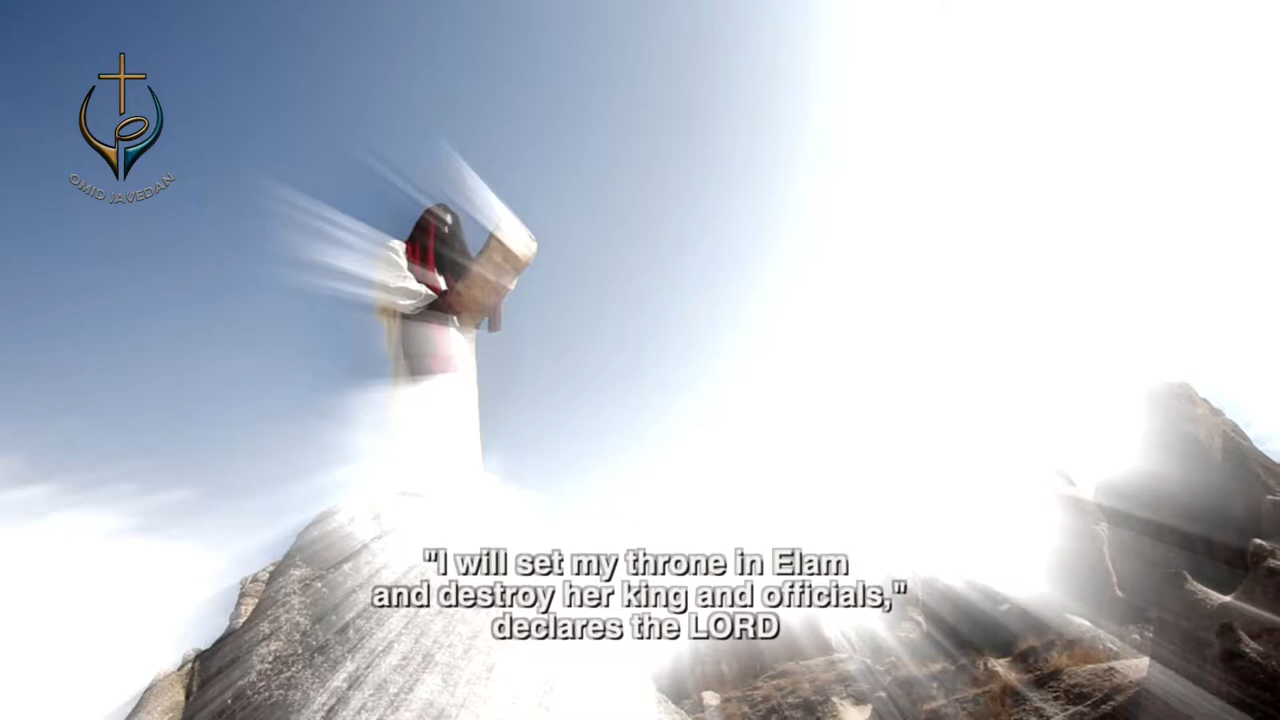 OMID JAVEDAN
"I will set my throne in Elam
and destroy her king and officials,"
declares the LORD